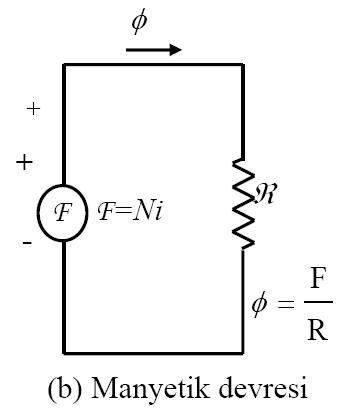 ϕ
+
+
ℱ ℱ=Ni
ℜ
-
ϕ = F/R
(b) Manyetik devresi